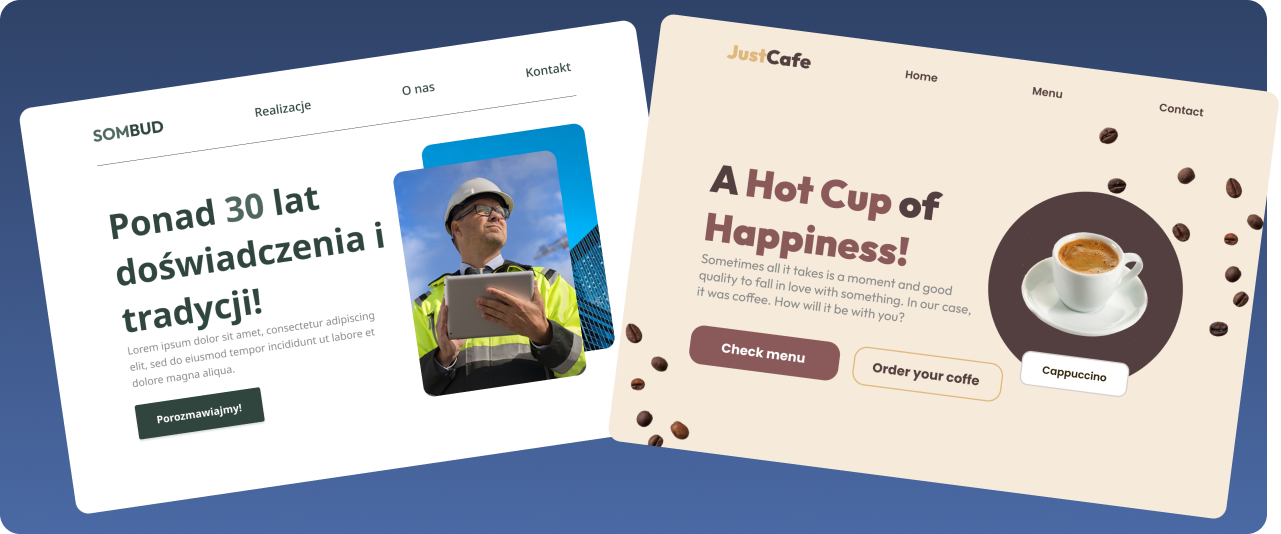 SOMBUD
Realizacje
O nas
Kontakt
Ponad 30 lat
doświadczenia i
tradycji!
Lorem ipsum dolor sit amet, consectetur adipiscing
elit, sed do eiusmod tempor incididunt ut labore et
dolore magna aliqua.
Porozmawiajmy!
JustCafe
Home
Menu
Contact
A Hot Cup of
Happiness!
Sometimes all it takes is a moment and good
quality to fall in love with something. In our case,
it was coffee. How will it be with you?
Check menu
Order your coffe
Cappuccino